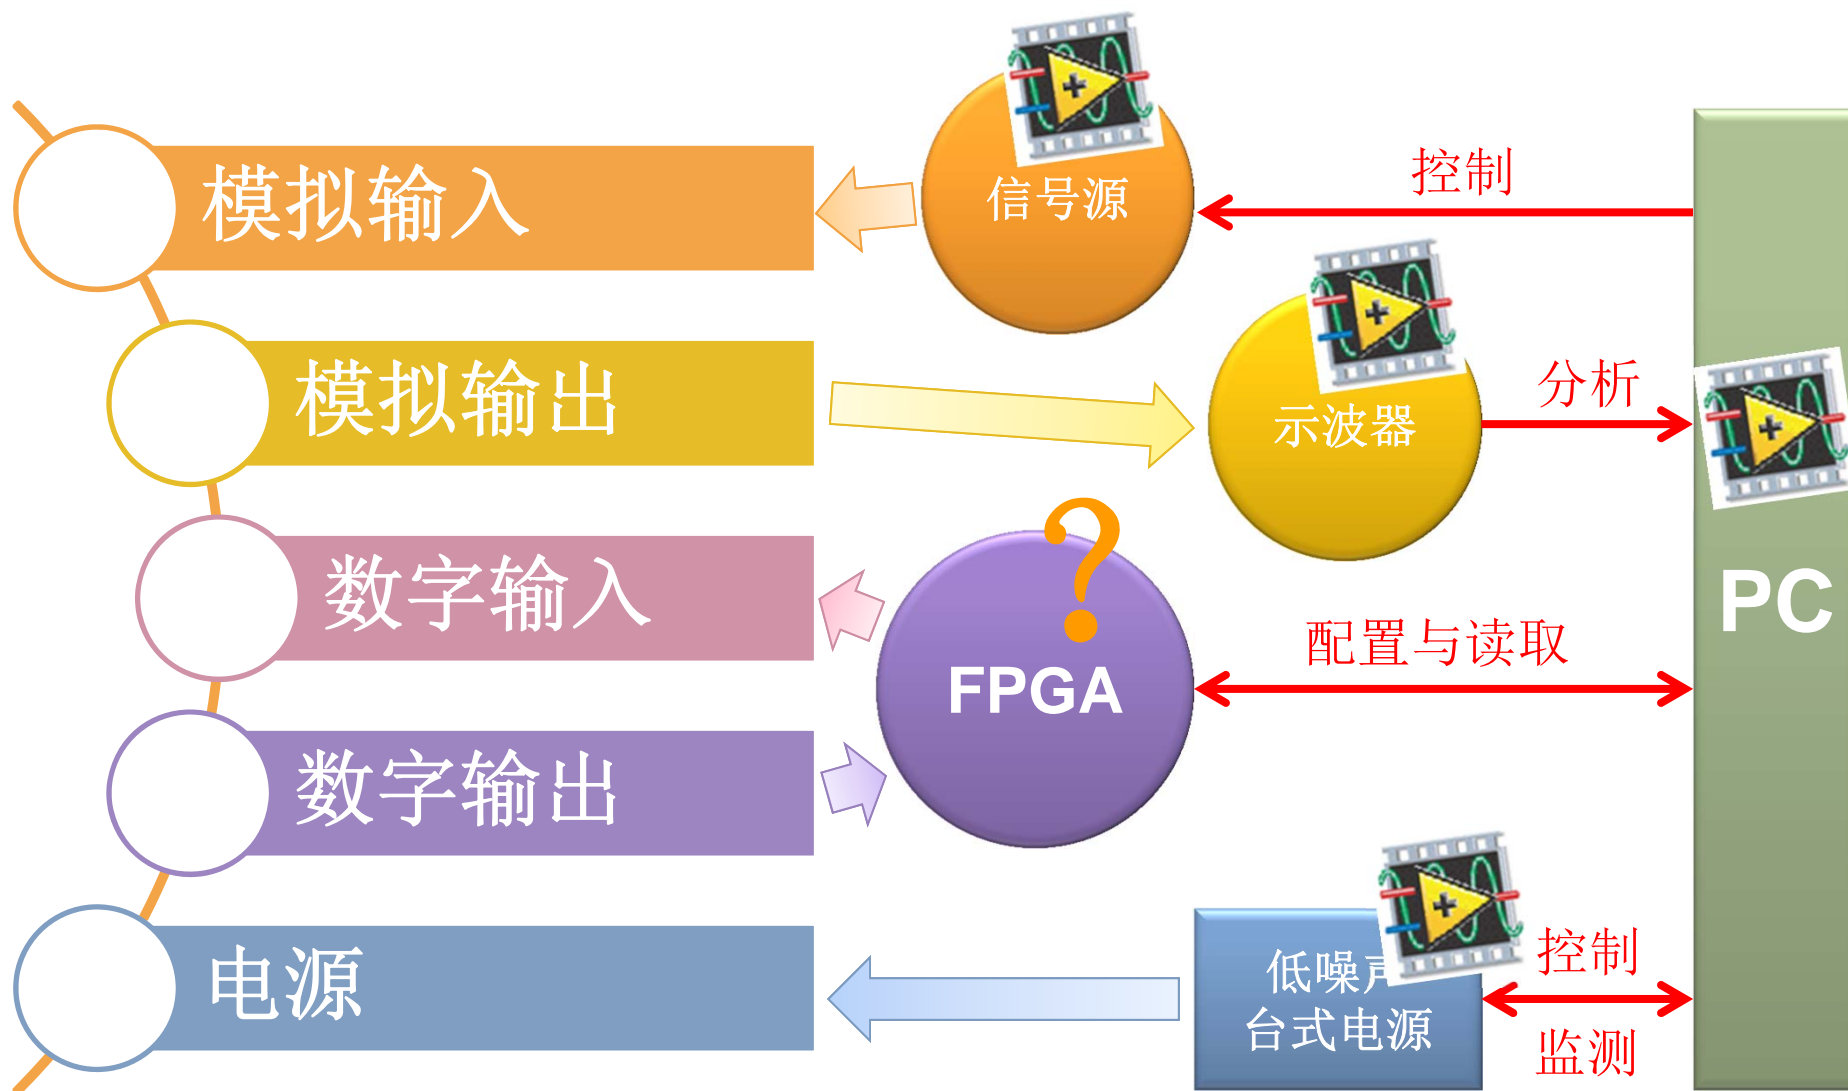 模拟输入
信号源
控制
模拟输出
示波器
分析
数字输入
?
FPGA
配置与读取
PC
数字输出
电源
低噪声
台式电源
控制
监测